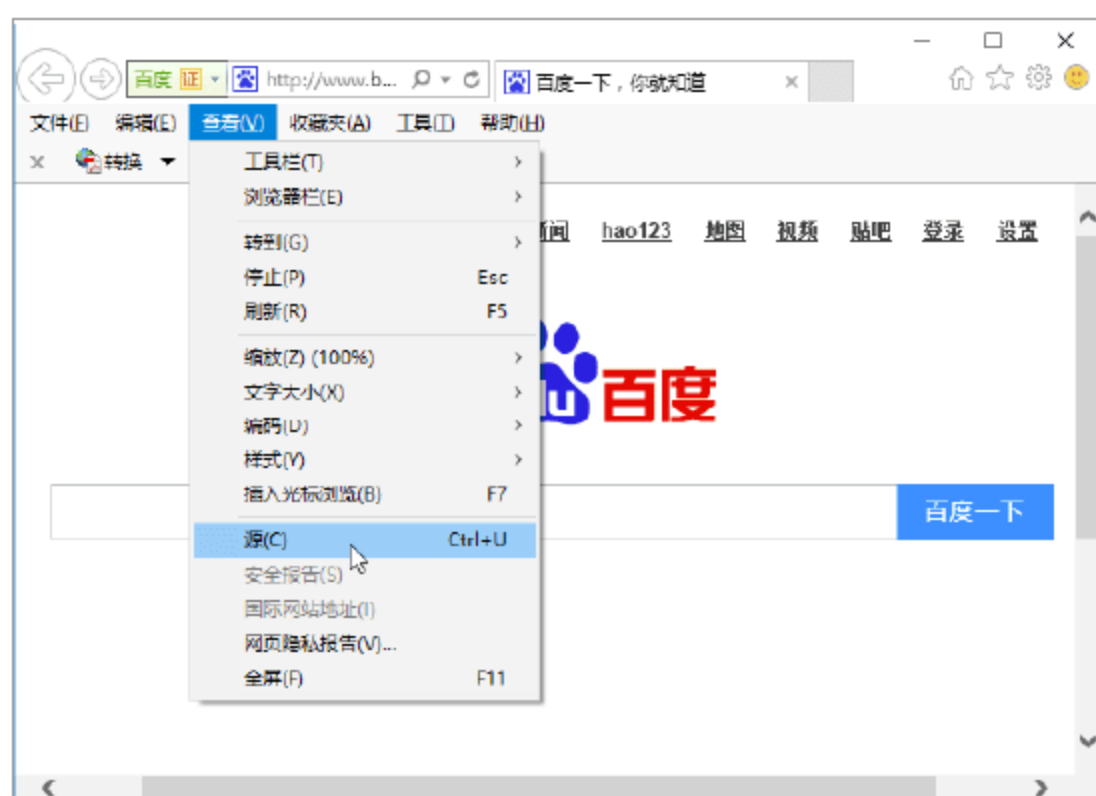 百度 证 http://www.b... 百度一下，你就知道
文件(F) 编辑(E) 查看(V) 收藏夹(A) 工具(T) 帮助(H)
转换
工具栏(T)
浏览器栏(E)
闻 hao123 地图 视频 贴吧 登录 设置
转到(G)
停止(P) Esc
刷新(R) F5
缩放(Z) (100%)
文字大小(X)
u 百度
编码(D)
样式(Y)
插入光标浏览(B) F7
百度一下
源(C) Ctrl+U
安全报告(S)
国际网站地址(I)
网页隐私报告(V)...
全屏(F) F11